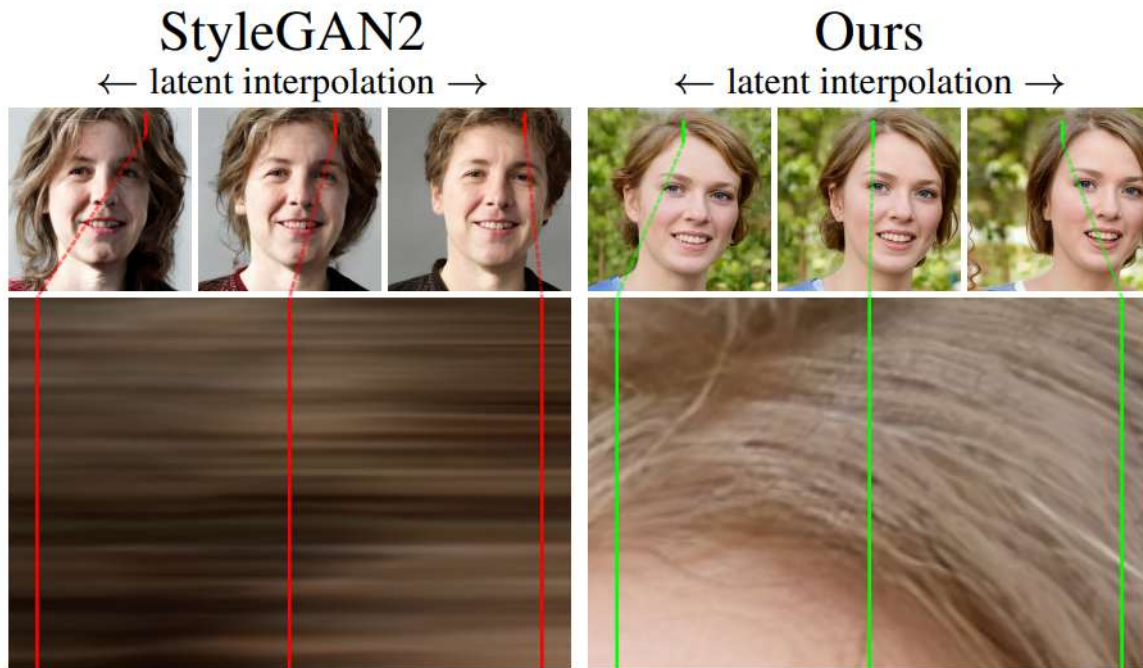 StyleGAN2
← latent interpolation →
Ours
← latent interpolation →